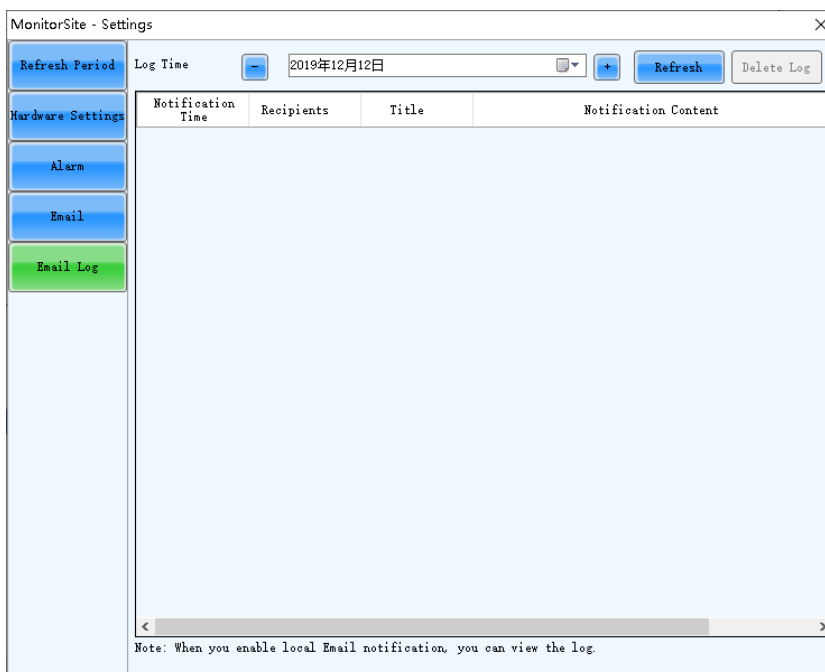 MonitorSite - Settings
Refresh Period
Log Time
2019年12月12日
Refresh
Delete Log
Hardware Settings
Notification
Time
Recipients
Title
Notification Content
Alarm
Email
Email Log
Note: When you enable local Email notification, you can view the log.